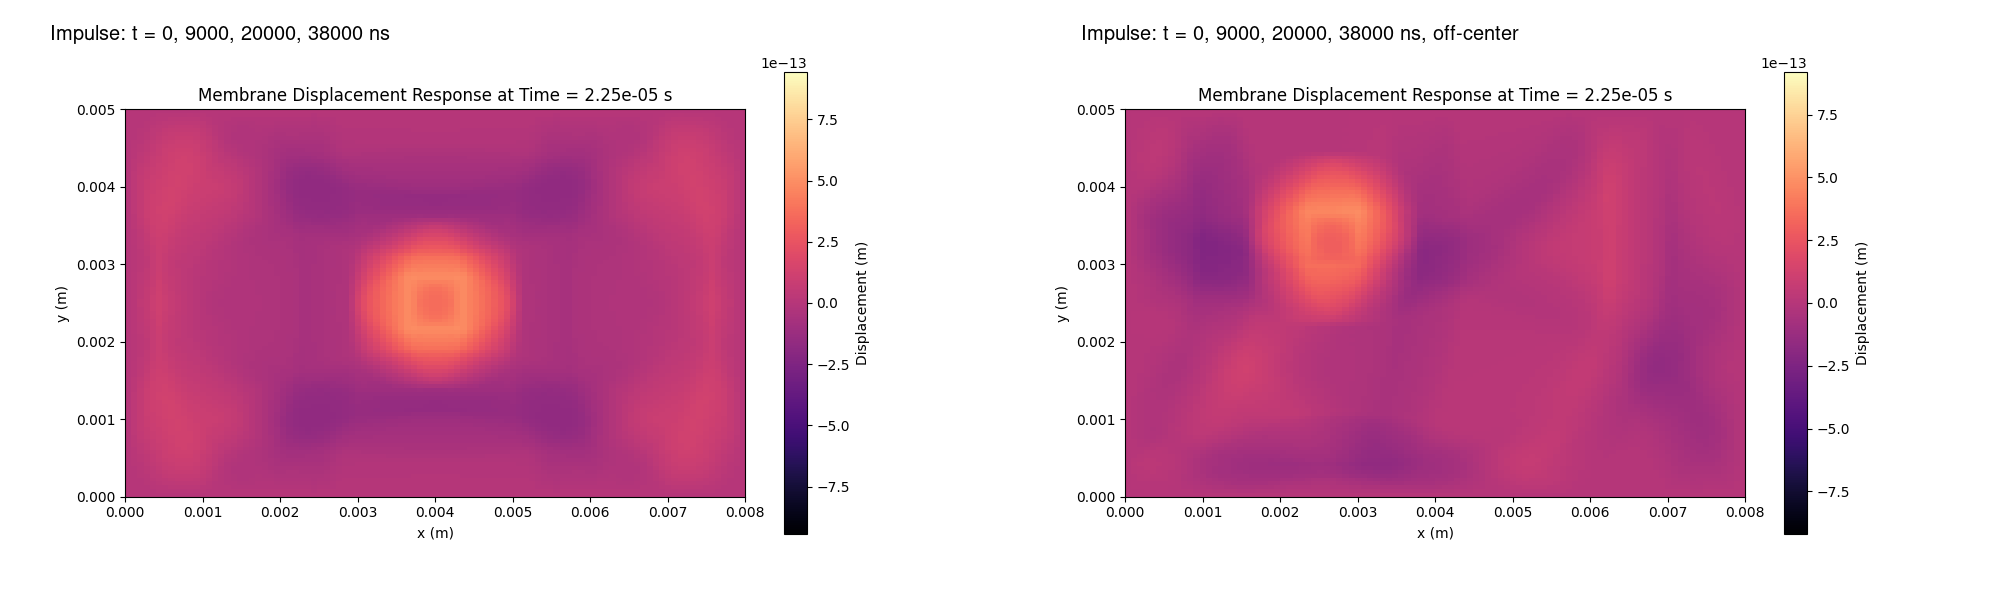 Impulse: t = 0, 9000, 20000, 38000 ns
1e−13
Membrane Displacement Response at Time = 2.25e-05 s
0.005
0.004
0.003
0.002
0.001
0.000
y (m)
0.000 0.001 0.002 0.003 0.004 0.005 0.006 0.007 0.008
x (m)
7.5
5.0
2.5
0.0
−2.5
−5.0
−7.5
Displacement (m)
Impulse: t = 0, 9000, 20000, 38000 ns, off-center
1e−13
Membrane Displacement Response at Time = 2.25e-05 s
0.005
0.004
0.003
0.002
0.001
0.000
y (m)
0.000 0.001 0.002 0.003 0.004 0.005 0.006 0.007 0.008
x (m)
7.5
5.0
2.5
0.0
−2.5
−5.0
−7.5
Displacement (m)